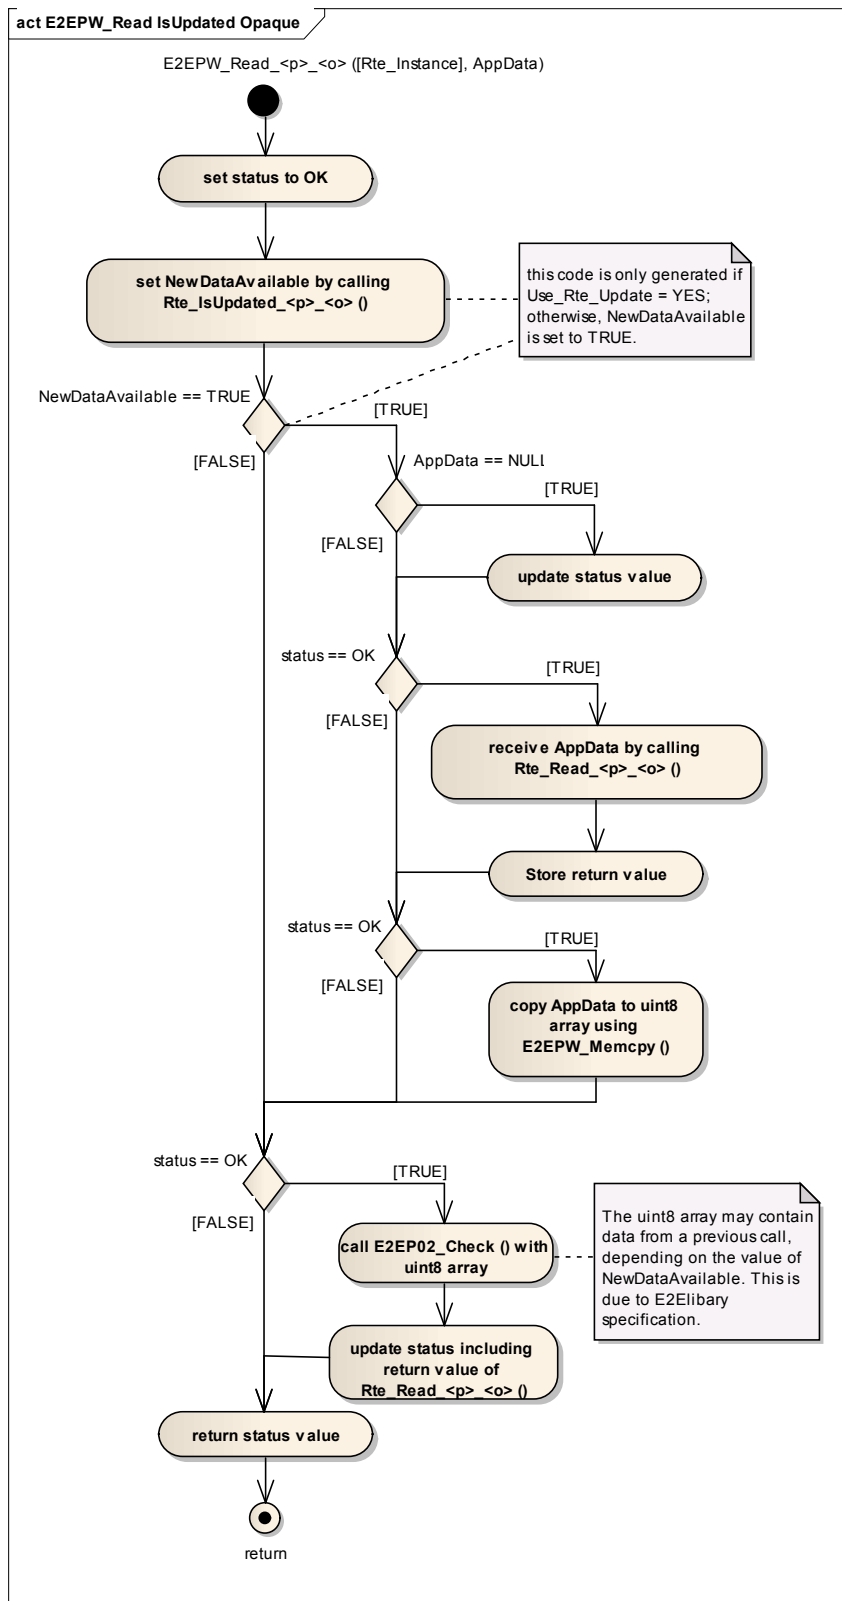 act E2EPW_Read IsUpdated Opaque
E2EPW_Read_<p>_<o> ([Rte_Instance], AppData)
set status to OK
set NewDataAvailable by calling
Rte_IsUpdated_<p>_<o> ()
this code is only generated if
Use_Rte_Update = YES;
otherwise, NewDataAvailable
is set to TRUE.
NewDataAvailable == TRUE
[TRUE]
[FALSE]
AppData == NULL
[TRUE]
[FALSE]
update status value
status == OK
[TRUE]
[FALSE]
receive AppData by calling
Rte_Read_<p>_<o> ()
Store return value
status == OK
[TRUE]
[FALSE]
copy AppData to uint8
array using
E2EPW_Memcpy ()
status == OK
[TRUE]
[FALSE]
call E2EP02_Check () with
uint8 array
The uint8 array may contain
data from a previous call,
depending on the value of
NewDataAvailable. This is
due to E2Elibary
specification.
update status including
return value of
Rte_Read_<p>_<o> ()
return status value
return